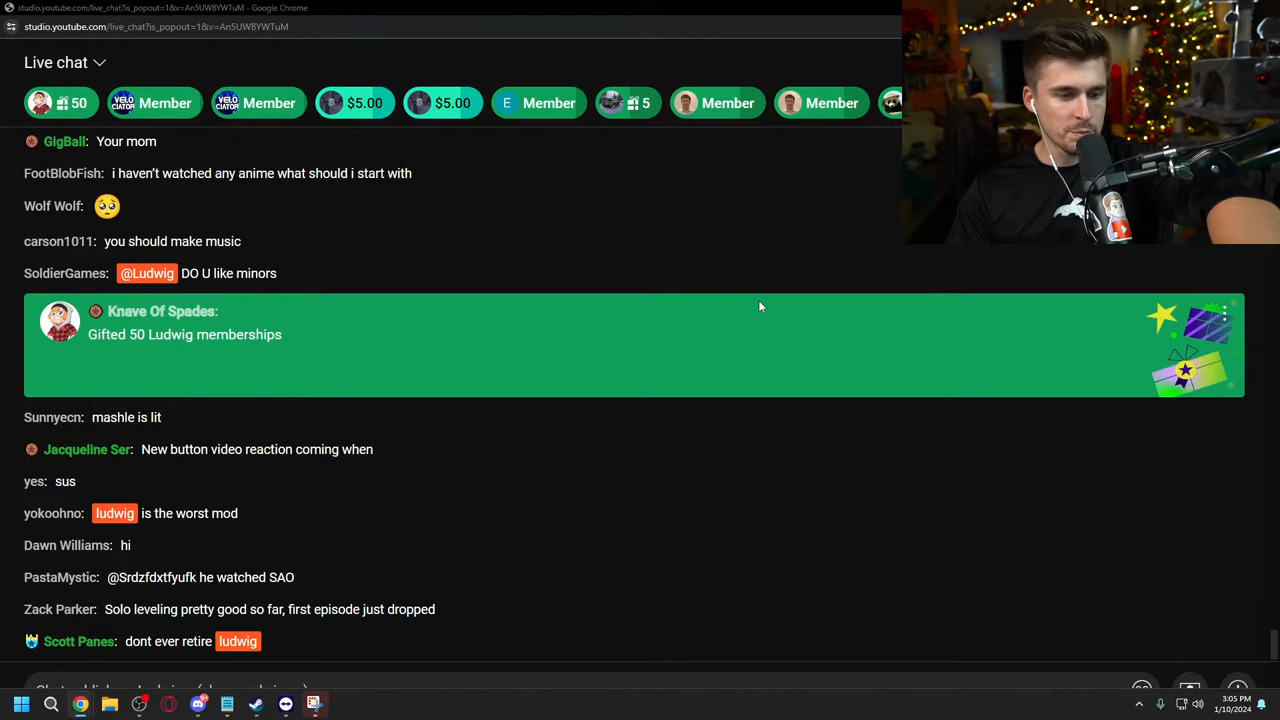 studio.youtube.com/live_chat?is_popout=1&v=An5UWBYWTuM - Google Chrome
studio.youtube.com/live_chat?is_popout=1&v=An5UWBYWTuM
Live chat
50 VELO CIATOR Member VELO CIATOR Member $5.00 $5.00 E Member 5 Member Member
GigBall: Your mom
FootBlobFish: i haven't watched any anime what should i start with
Wolf Wolf: 🥺
carson1011: you should make music
SoldierGames: @Ludwig DO U like minors
Knave Of Spades:
Gifted 50 Ludwig memberships
Sunnyecn: mashle is lit
Jacqueline Ser: New button video reaction coming when
yes: sus
yokoohno: ludwig is the worst mod
Dawn Williams: hi
PastaMystic: @Srdzfdxtfyufk he watched SAO
Zack Parker: Solo leveling pretty good so far, first episode just dropped
Scott Panes: dont ever retire ludwig
3:05 PM
1/10/2024